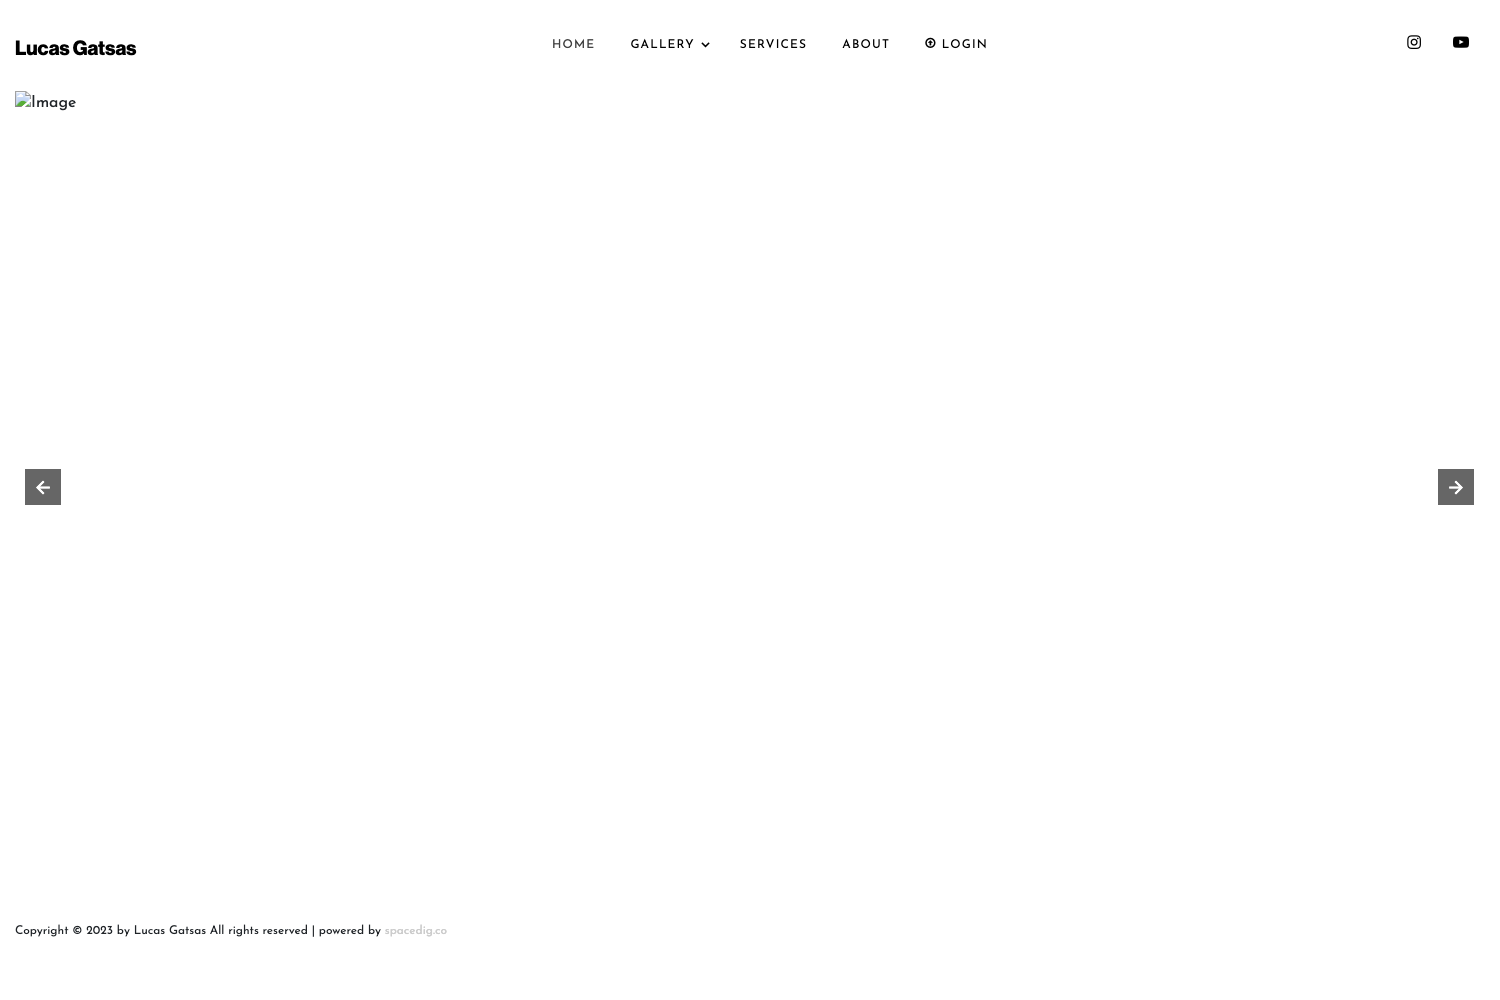 Lucas Gatsas
HOME GALLERY SERVICES ABOUT LOGIN
Image
Copyright © 2023 by Lucas Gatsas All rights reserved | powered by spacedig.co